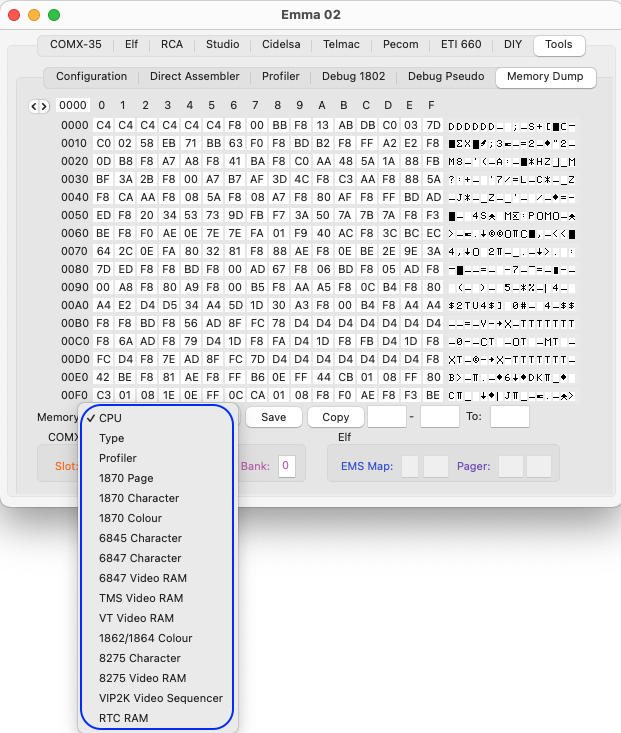 Emma 02
COMX-35 Elf RCA Studio Cidelsa Telmac Pecom ETI 660 DIY Tools
Configuration Direct Assembler Profiler Debug 1802 Debug Pseudo Memory Dump
0000 0 1 2 3 4 5 6 7 8 9 A B C D E F
0000 C4 C4 C4 C4 C4 C4 F8 00 BB F8 13 AB DB C0 03 7D
0010 C0 02 58 EB 71 BB 63 F0 F8 BD B2 F8 FF A2 E2 F8
0020 0D B8 F8 A7 A8 F8 41 BA F8 C0 AA 48 5A 1A 88 FB
0030 BF 3A 2B F8 00 A7 B7 AF 3D 4C F8 C3 AA F8 88 5A
0040 F8 CA AA F8 08 5A F8 08 A7 F8 80 AF F8 FF BD AD
0050 ED F8 20 34 53 73 9D FB F7 3A 50 7A 7B 7A F8 F3
0060 BE F8 F0 AE 0E 7E 7E FA 01 F9 40 AC F8 3C BC EC
0070 64 2C 0E FA 80 32 81 F8 88 AE F8 0E BE 2E 9E 3A
0080 7D ED F8 F8 BD F8 00 AD 67 F8 06 BD F8 05 AD F8
0090 00 A8 F8 80 A9 F8 00 B5 F8 AA A5 F8 0C B4 F8 80
00A0 A4 E2 D4 D5 34 A4 5D 1D 30 A3 F8 00 B4 F8 A4 A4
00B0 F8 F8 BD F8 56 AD 8F FC 78 D4 D4 D4 D4 D4 D4 D4
00C0 F8 6A AD F8 79 D4 1D F8 FA D4 1D F8 FB D4 1D F8
00D0 FC D4 F8 7E AD 8F FC 7D D4 D4 D4 D4 D4 D4 D4 F8
00E0 42 BE F8 81 AE F8 FF B6 0E FF 44 CB 01 08 FF 80
00F0 C3 01 08 1E 0E FF 0C CA 01 08 F8 F0 AE F8 F3 BE
Memory CPU Save Copy - To:
COMX Type Elf
Profiler
Slot: Bank: 0 EMS Map: Pager:
1870 Page
1870 Character
1870 Colour
6845 Character
6847 Character
6847 Video RAM
TMS Video RAM
VT Video RAM
1862/1864 Colour
8275 Character
8275 Video RAM
VIP2K Video Sequencer
RTC RAM